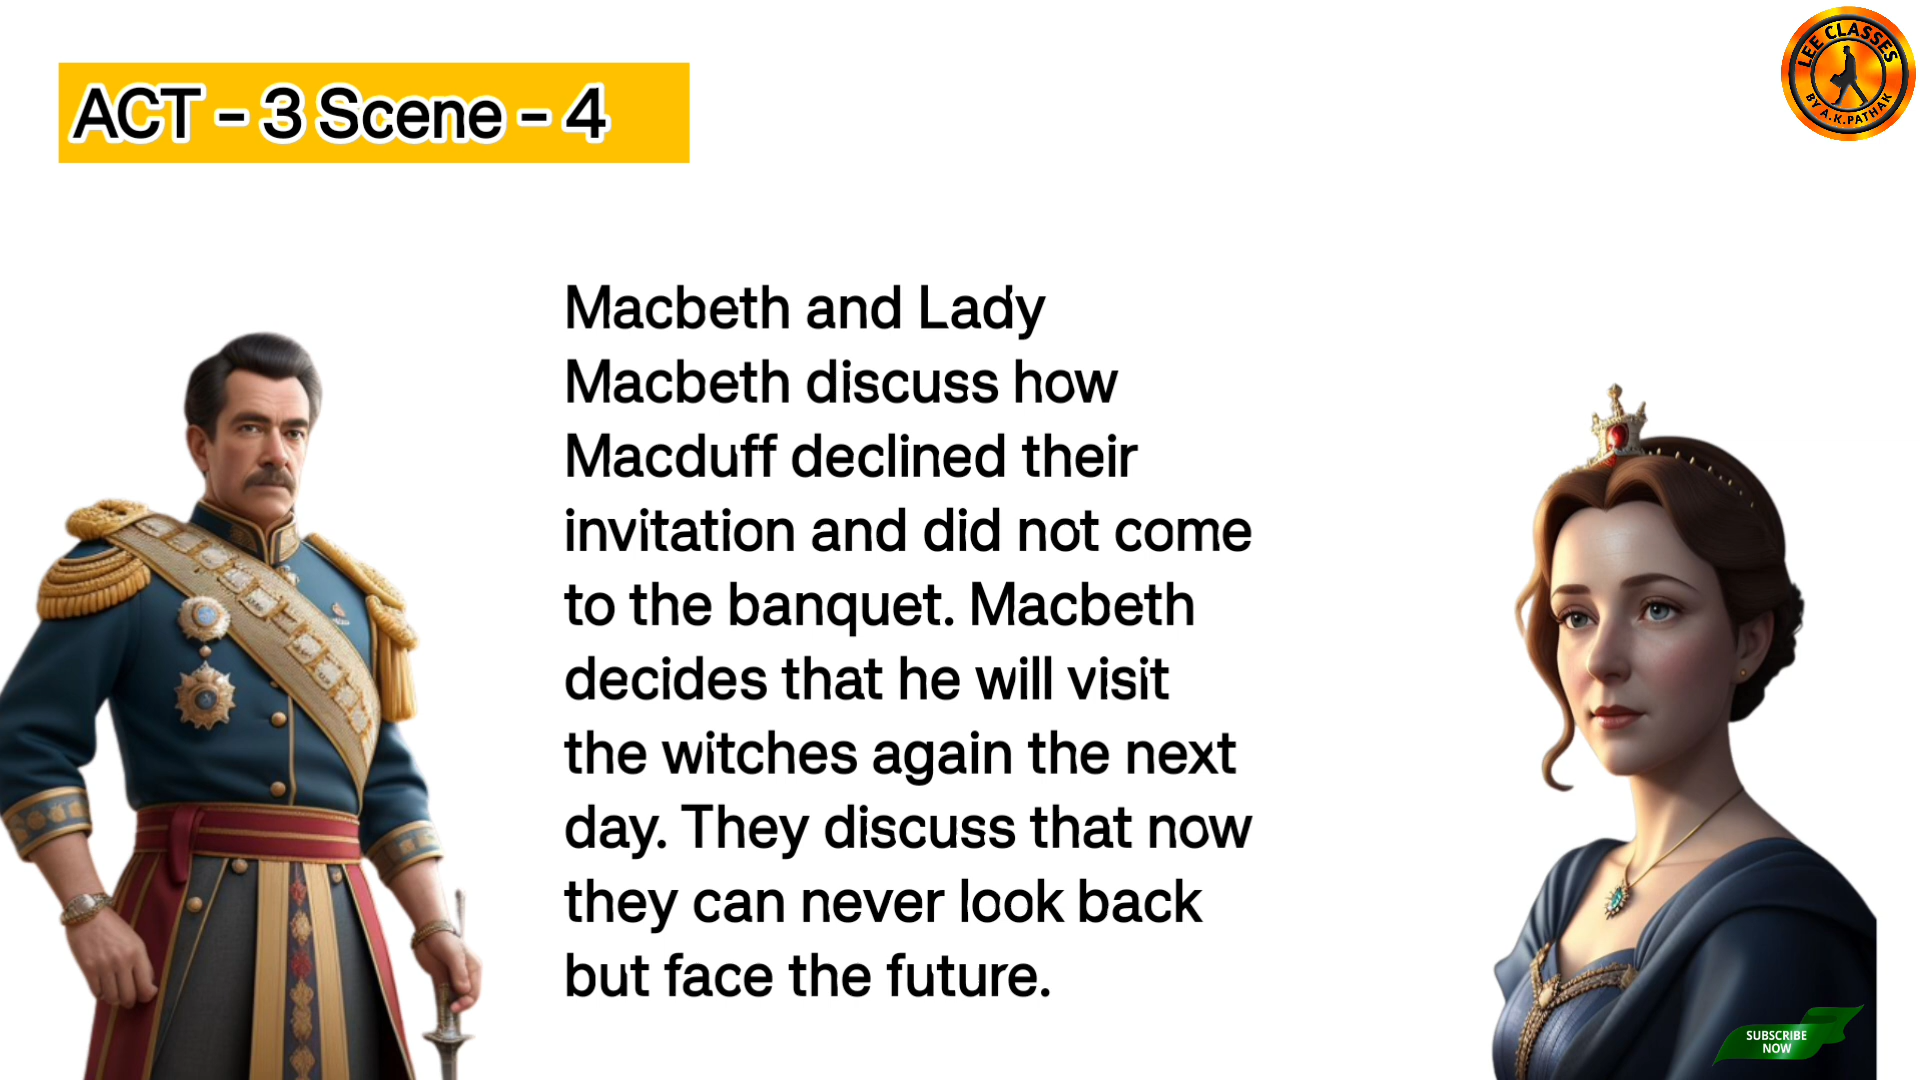 ACT - 3 Scene - 4
LEE CLASSES
BY A.K.PATHAK
Macbeth and Lady
Macbeth discuss how
Macduff declined their
invitation and did not come
to the banquet. Macbeth
decides that he will visit
the witches again the next
day. They discuss that now
they can never look back
but face the future.
SUBSCRIBE
NOW